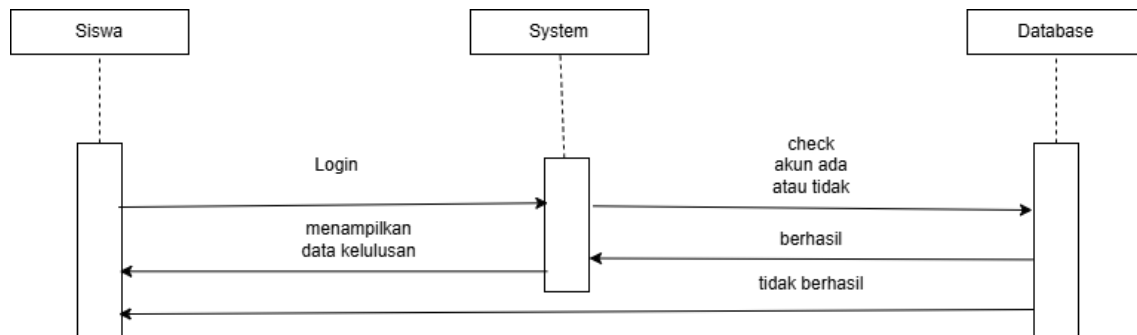 Siswa
System
Database
Login
check
akun ada
atau tidak
menampilkan
data kelulusan
berhasil
tidak berhasil